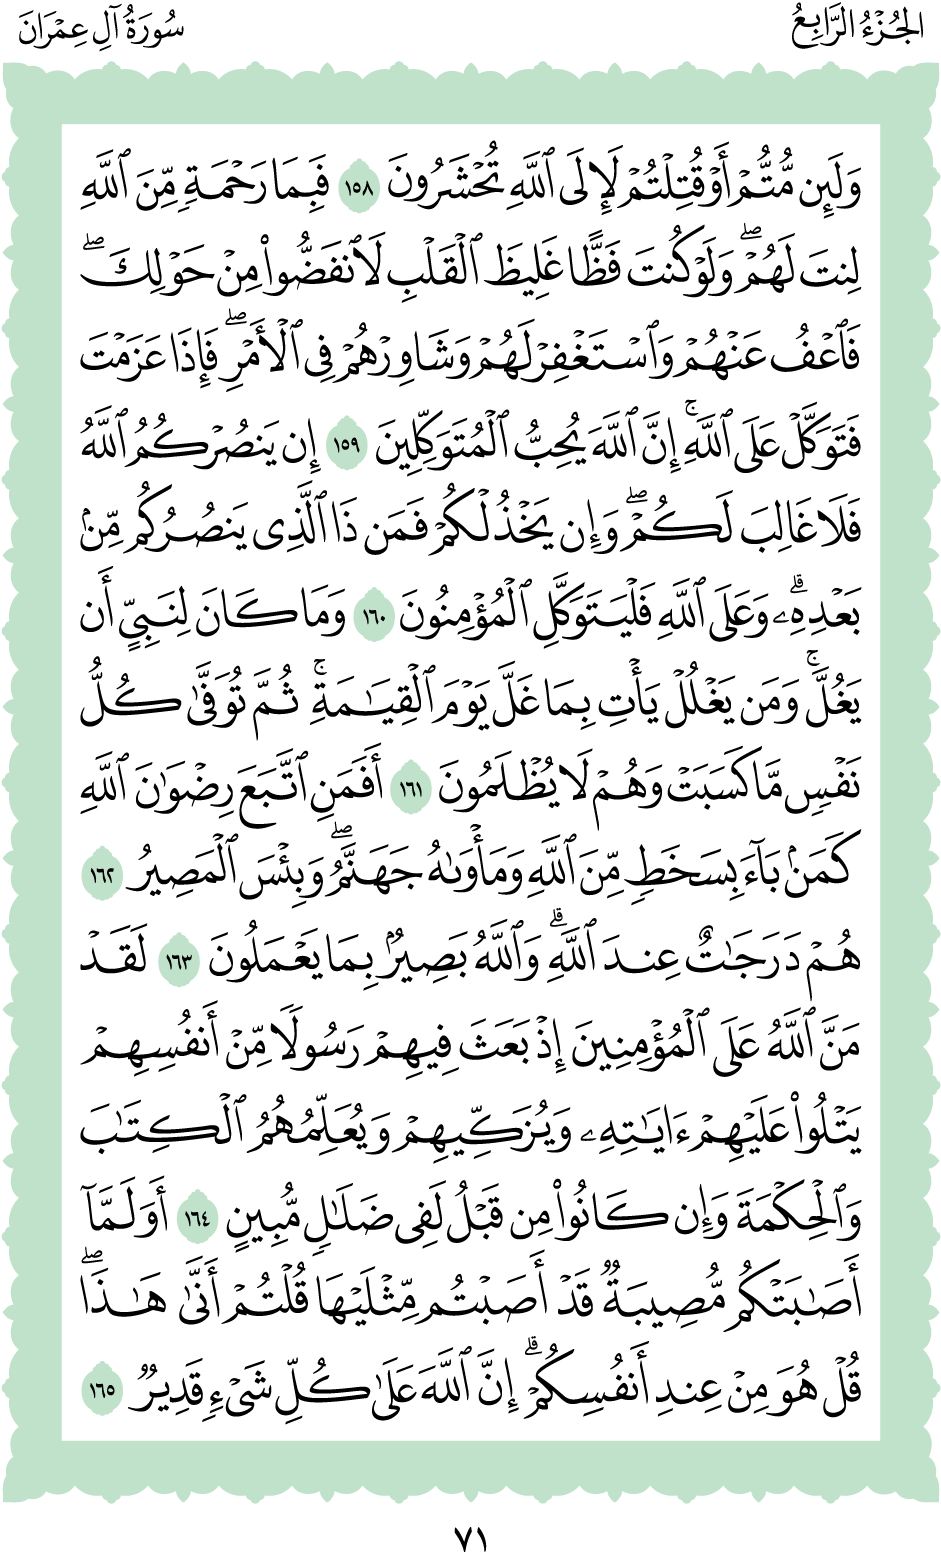 الجُزْءُ الرَّابِعُ
سُورَةُ آلِ عِمْرَانَ
وَلَئِن مُّتُّمۡ أَوۡ قُتِلۡتُمۡ لَإِلَى ٱللَّهِ تُحۡشَرُونَ ١٥٨ فَبِمَا رَحۡمَةٖ مِّنَ ٱللَّهِ
لِنتَ لَهُمۡۖ وَلَوۡ كُنتَ فَظًّا غَلِيظَ ٱلۡقَلۡبِ لَٱنفَضُّواْ مِنۡ حَوۡلِكَۖ
فَٱعۡفُ عَنۡهُمۡ وَٱسۡتَغۡفِرۡ لَهُمۡ وَشَاوِرۡهُمۡ فِي ٱلۡأَمۡرِۖ فَإِذَا عَزَمۡتَ
فَتَوَكَّلۡ عَلَى ٱللَّهِۚ إِنَّ ٱللَّهَ يُحِبُّ ٱلۡمُتَوَكِّلِينَ ١٥٩ إِن يَنصُرۡكُمُ ٱللَّهُ
فَلَا غَالِبَ لَكُمۡۖ وَإِن يَخۡذُلۡكُمۡ فَمَن ذَا ٱلَّذِي يَنصُرُكُم مِّنۢ
بَعۡدِهِۦۗ وَعَلَى ٱللَّهِ فَلۡيَتَوَكَّلِ ٱلۡمُؤۡمِنُونَ ١٦٠ وَمَا كَانَ لِنَبِيٍّ أَن
يَغُلَّۚ وَمَن يَغۡلُلۡ يَأۡتِ بِمَا غَلَّ يَوۡمَ ٱلۡقِيَٰمَةِۚ ثُمَّ تُوَفَّىٰ كُلُّ
نَفۡسٖ مَّا كَسَبَتۡ وَهُمۡ لَا يُظۡلَمُونَ ١٦١ أَفَمَنِ ٱتَّبَعَ رِضۡوَٰنَ ٱللَّهِ
كَمَنۢ بَآءَ بِسَخَطٖ مِّنَ ٱللَّهِ وَمَأۡوَىٰهُ جَهَنَّمُۖ وَبِئۡسَ ٱلۡمَصِيرُ ١٦٢
هُمۡ دَرَجَٰتٌ عِندَ ٱللَّهِۗ وَٱللَّهُ بَصِيرُۢ بِمَا يَعۡمَلُونَ ١٦٣ لَقَدۡ
مَنَّ ٱللَّهُ عَلَى ٱلۡمُؤۡمِنِينَ إِذۡ بَعَثَ فِيهِمۡ رَسُولٗا مِّنۡ أَنفُسِهِمۡ
يَتۡلُواْ عَلَيۡهِمۡ ءَايَٰتِهِۦ وَيُزَكِّيهِمۡ وَيُعَلِّمُهُمُ ٱلۡكِتَٰبَ
وَٱلۡحِكۡمَةَ وَإِن كَانُواْ مِن قَبۡلُ لَفِي ضَلَٰلٖ مُّبِينٍ ١٦٤ أَوَلَمَّآ
أَصَٰبَتۡكُم مُّصِيبَةٞ قَدۡ أَصَبۡتُم مِّثۡلَيۡهَا قُلۡتُمۡ أَنَّىٰ هَٰذَاۖ
قُلۡ هُوَ مِنۡ عِندِ أَنفُسِكُمۡۗ إِنَّ ٱللَّهَ عَلَىٰ كُلِّ شَيۡءٖ قَدِيرٞ ١٦٥
٧١